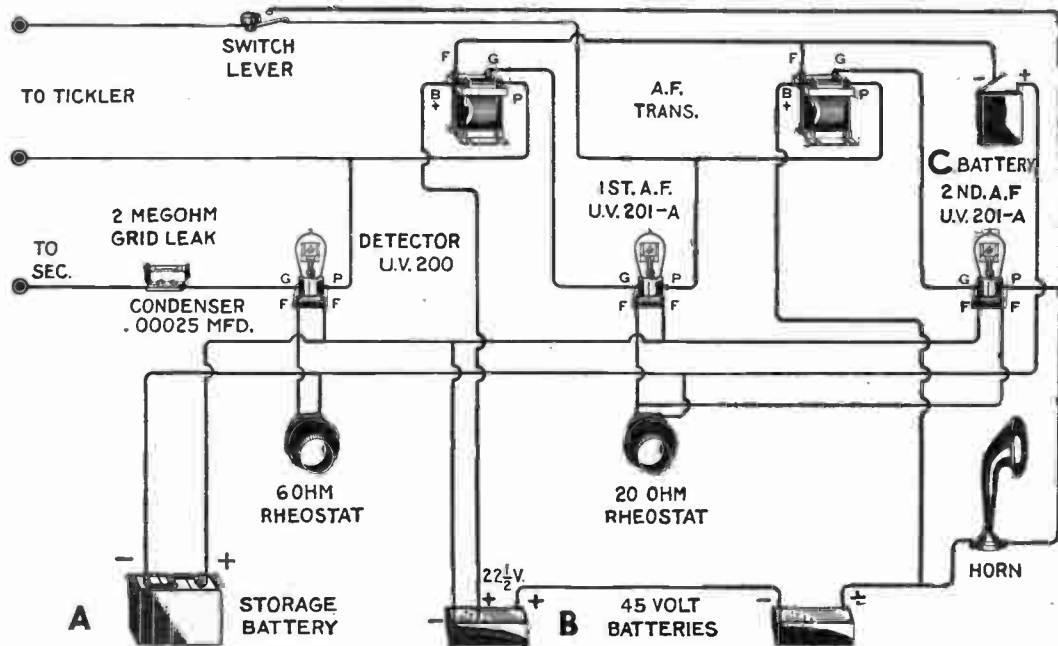 SWITCH
LEVER
TO TICKLER
F
G
B
+
P
A.F.
TRANS.
F
G
B
+
P
-
+
C BATTERY
2 MEGOHM
GRID LEAK
1ST. A.F.
U.V. 201-A
2ND. A.F
U.V. 201-A
TO
SEC.
DETECTOR
U.V. 200
CONDENSER
.00025 MFD.
G
P
F
F
G
P
F
F
G
P
F
F
6 OHM
RHEOSTAT
20 OHM
RHEOSTAT
HORN
-
+
A
STORAGE
BATTERY
22½V.
-
+
+
B
45 VOLT
BATTERIES
-
±